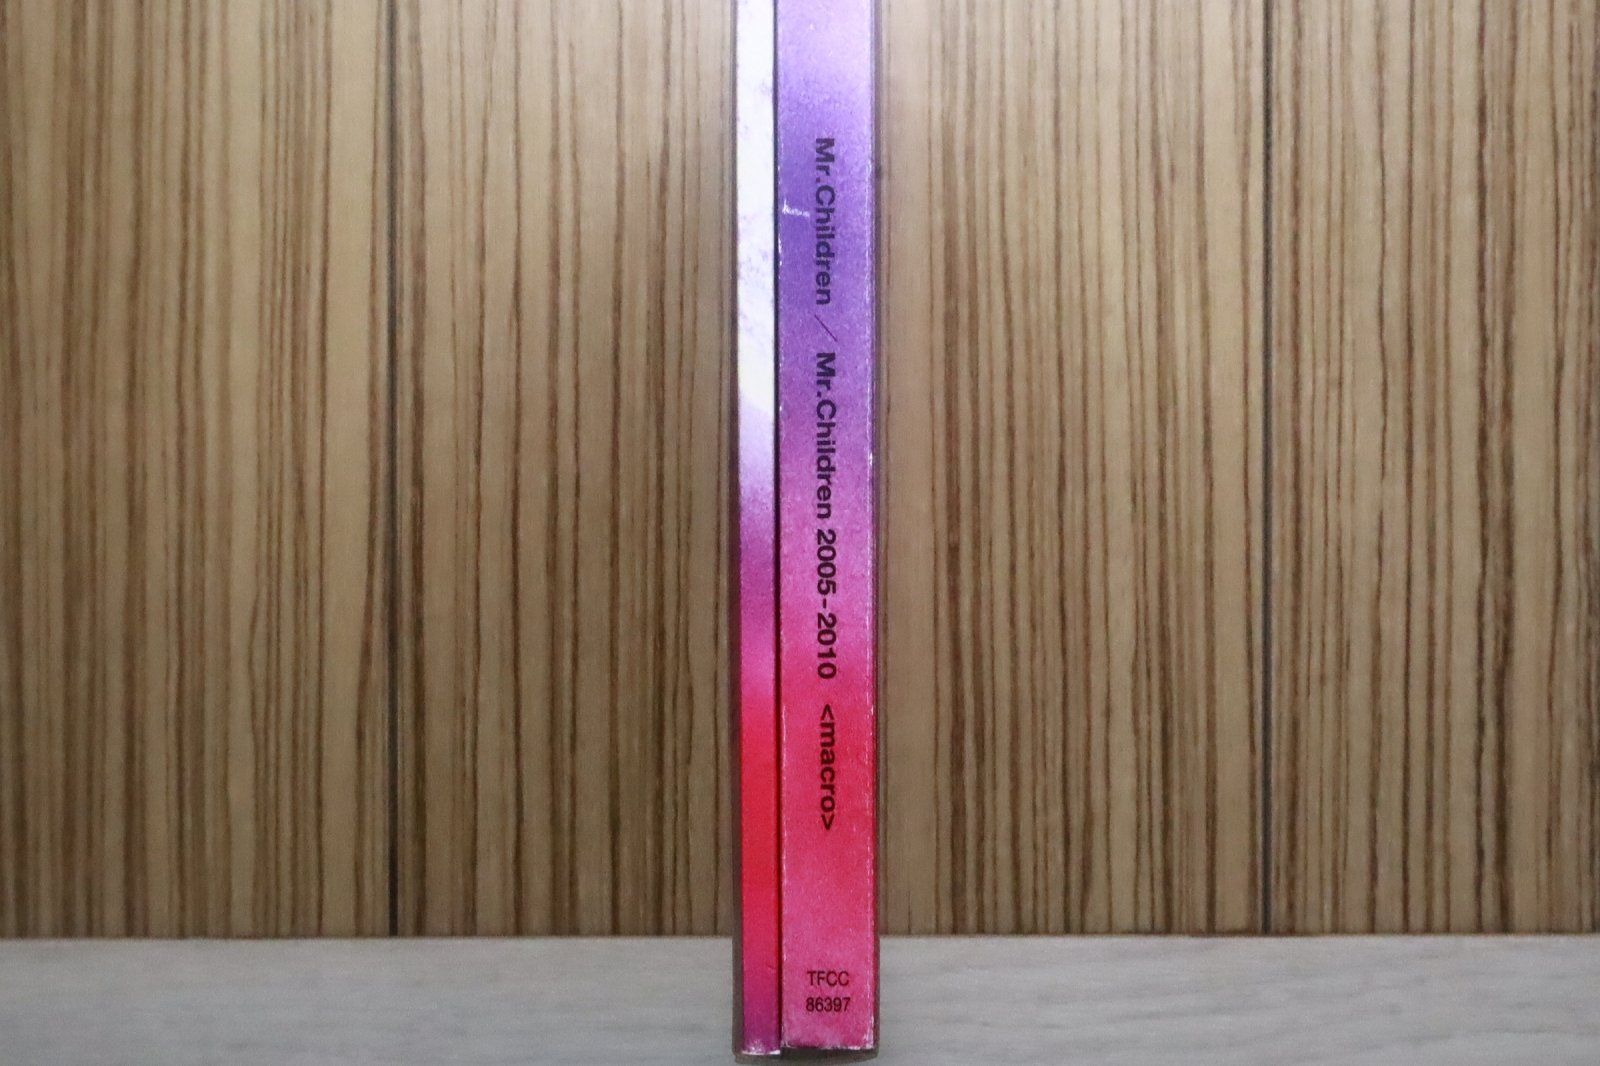 Mr.Children／Mr.Children 2005-2010 <macro>
TFCC
86397